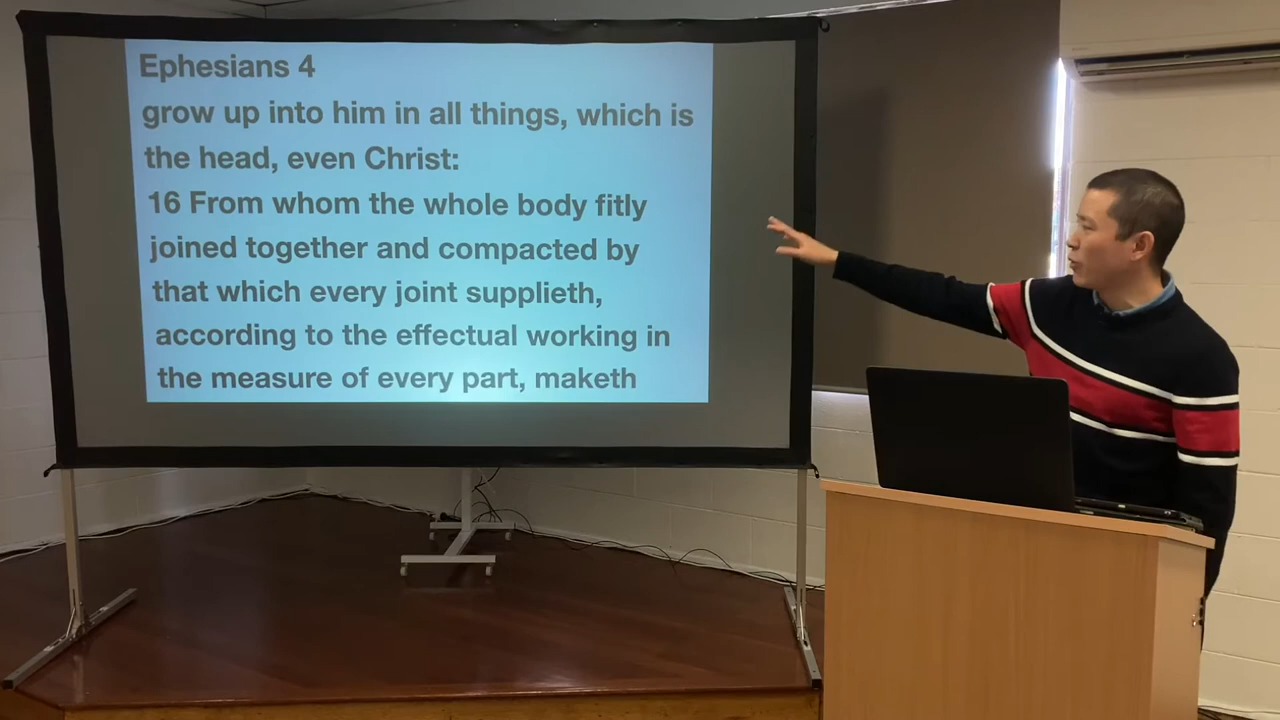 Ephesians 4
grow up into him in all things, which is
the head, even Christ:
16 From whom the whole body fitly
joined together and compacted by
that which every joint supplieth,
according to the effectual working in
the measure of every part, maketh